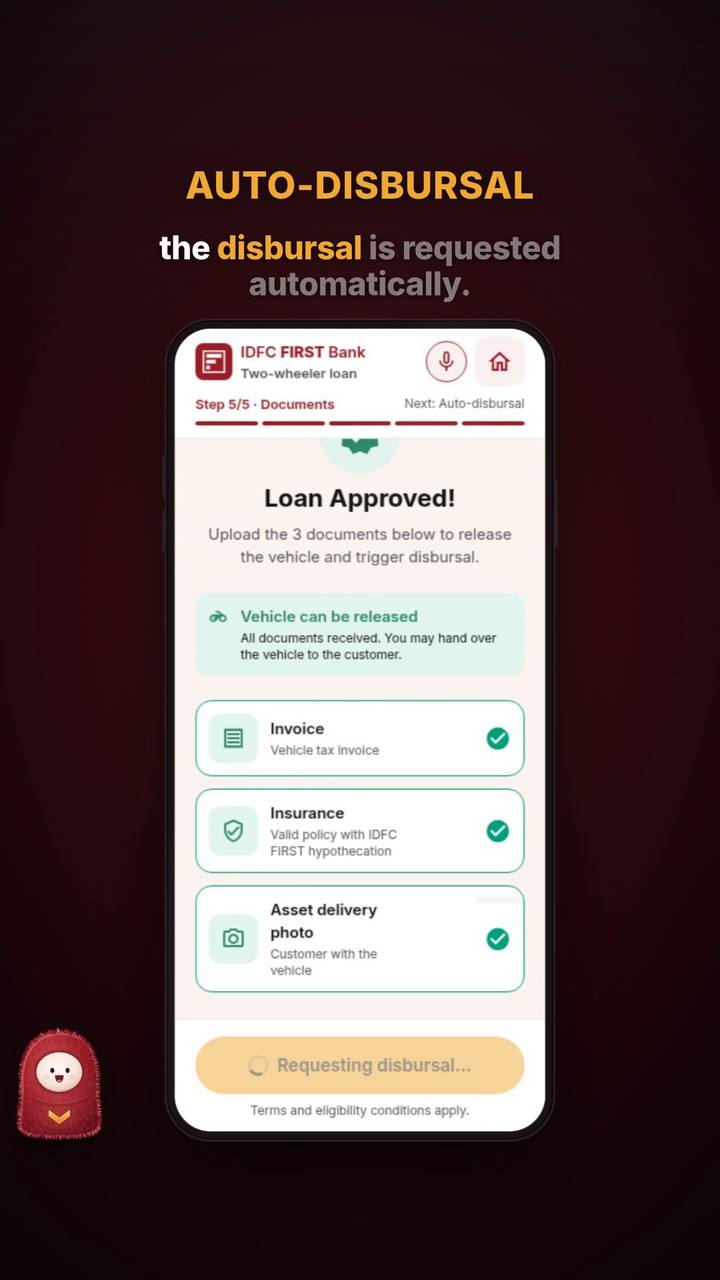 AUTO-DISBURSAL
the disbursal is requested
automatically.
IDFC FIRST Bank
Two-wheeler loan
Step 5/5 · Documents
Next: Auto-disbursal
Loan Approved!
Upload the 3 documents below to release
the vehicle and trigger disbursal.
Vehicle can be released
All documents received. You may hand over
the vehicle to the customer.
Invoice
Vehicle tax invoice
Insurance
Valid policy with IDFC
FIRST hypothecation
Asset delivery
photo
Customer with the
vehicle
Requesting disbursal...
Terms and eligibility conditions apply.